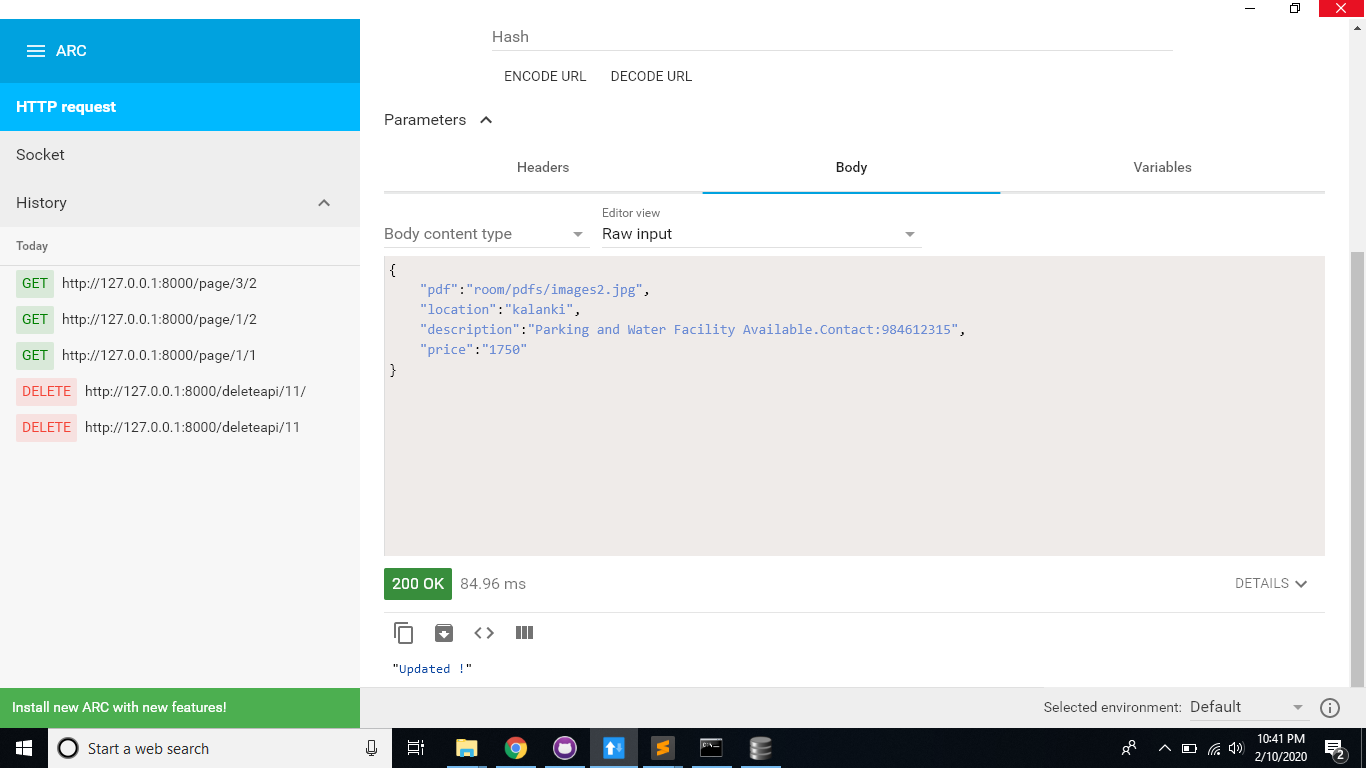 ARC
HTTP request
Socket
History
Today
GET http://127.0.0.1:8000/page/3/2
GET http://127.0.0.1:8000/page/1/2
GET http://127.0.0.1:8000/page/1/1
DELETE http://127.0.0.1:8000/deleteapi/11/
DELETE http://127.0.0.1:8000/deleteapi/11
Install new ARC with new features!
Hash
ENCODE URL DECODE URL
Parameters
Headers Body Variables
Editor view
Body content type Raw input
{
"pdf":"room/pdfs/images2.jpg",
"location":"kalanki",
"description":"Parking and Water Facility Available.Contact:984612315",
"price":"1750"
}
200 OK 84.96 ms DETAILS
"Updated !"
Selected environment: Default
Start a web search
10:41 PM
2/10/2020
2